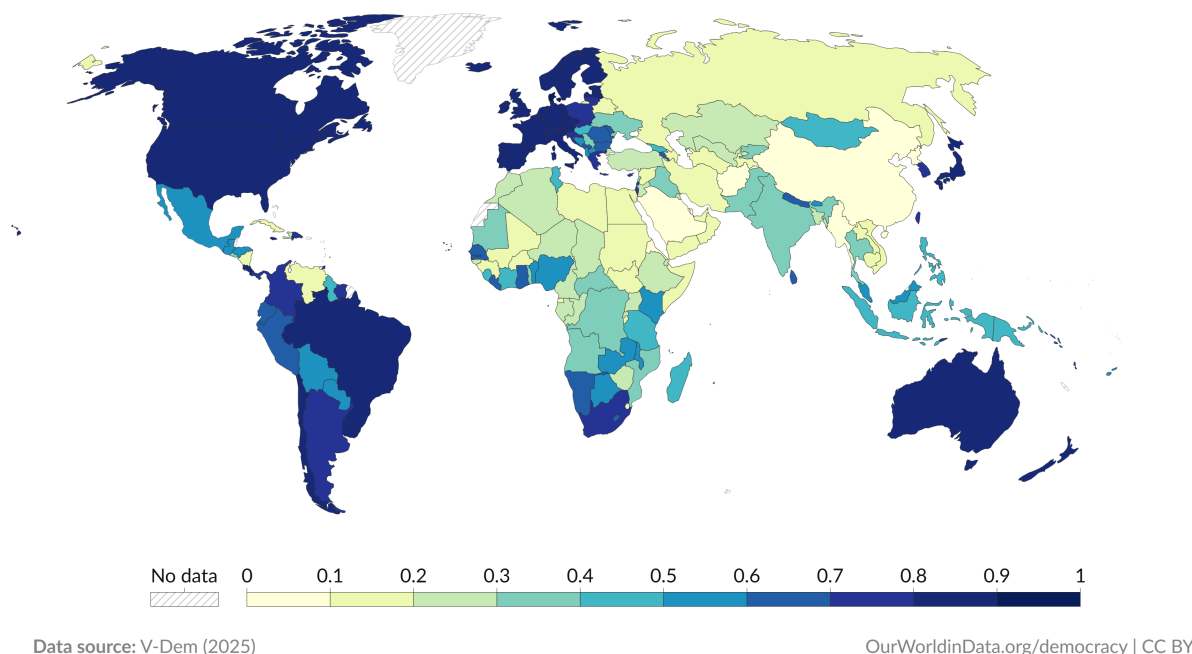 No data 0 0.1 0.2 0.3 0.4 0.5 0.6 0.7 0.8 0.9 1
Data source: V-Dem (2025) OurWorldinData.org/democracy | CC BY